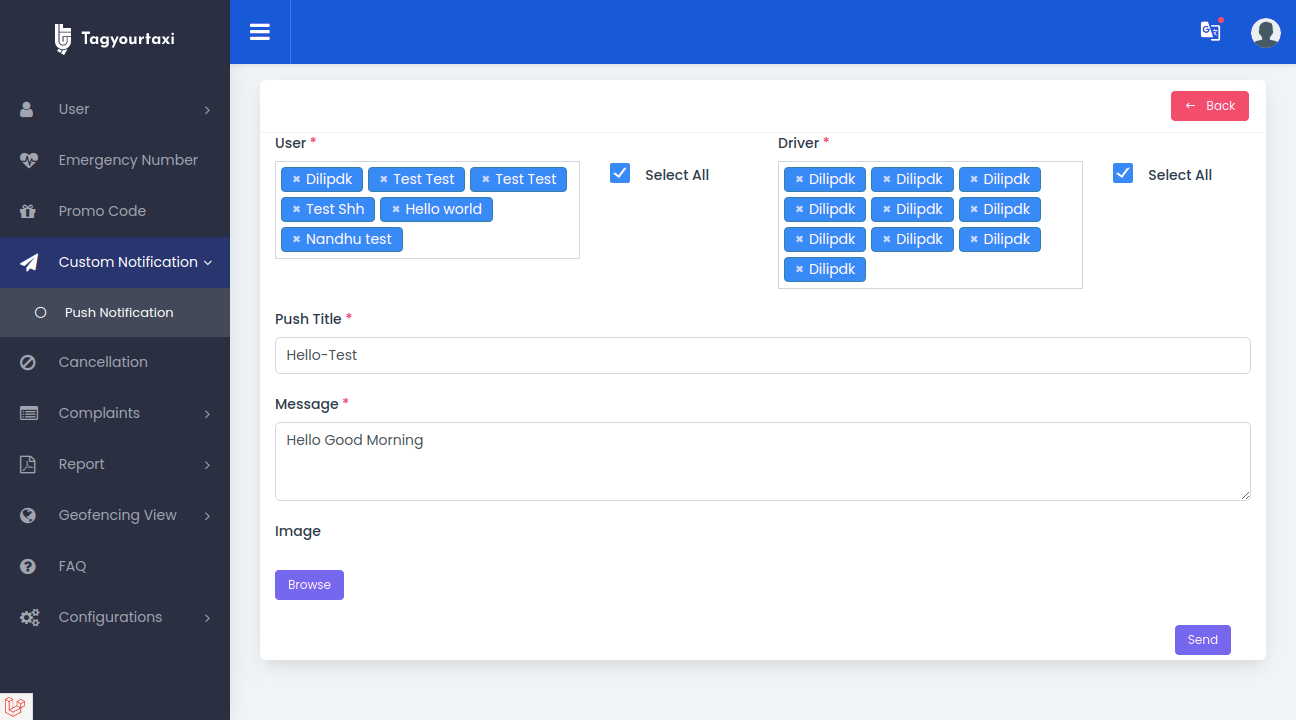 Tagyourtaxi
User
Emergency Number
Promo Code
Custom Notification
Push Notification
Cancellation
Complaints
Report
Geofencing View
FAQ
Configurations
← Back
User *
× Dilipdk × Test Test × Test Test
× Test Shh × Hello world
× Nandhu test
Select All
Driver *
× Dilipdk × Dilipdk × Dilipdk
× Dilipdk × Dilipdk × Dilipdk
× Dilipdk × Dilipdk × Dilipdk
× Dilipdk
Select All
Push Title *
Hello-Test
Message *
Hello Good Morning
Image
Browse
Send